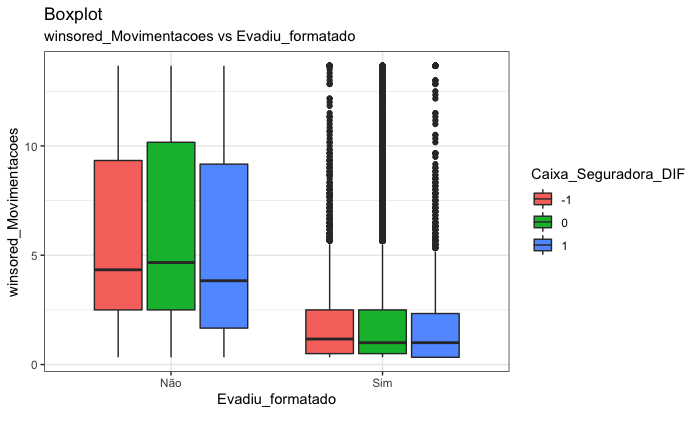 Boxplot
winsored_Movimentacoes vs Evadiu_formatado
winsored_Movimentacoes
10
5
0
Não
Sim
Evadiu_formatado
Caixa_Seguradora_DIF
-1
0
1